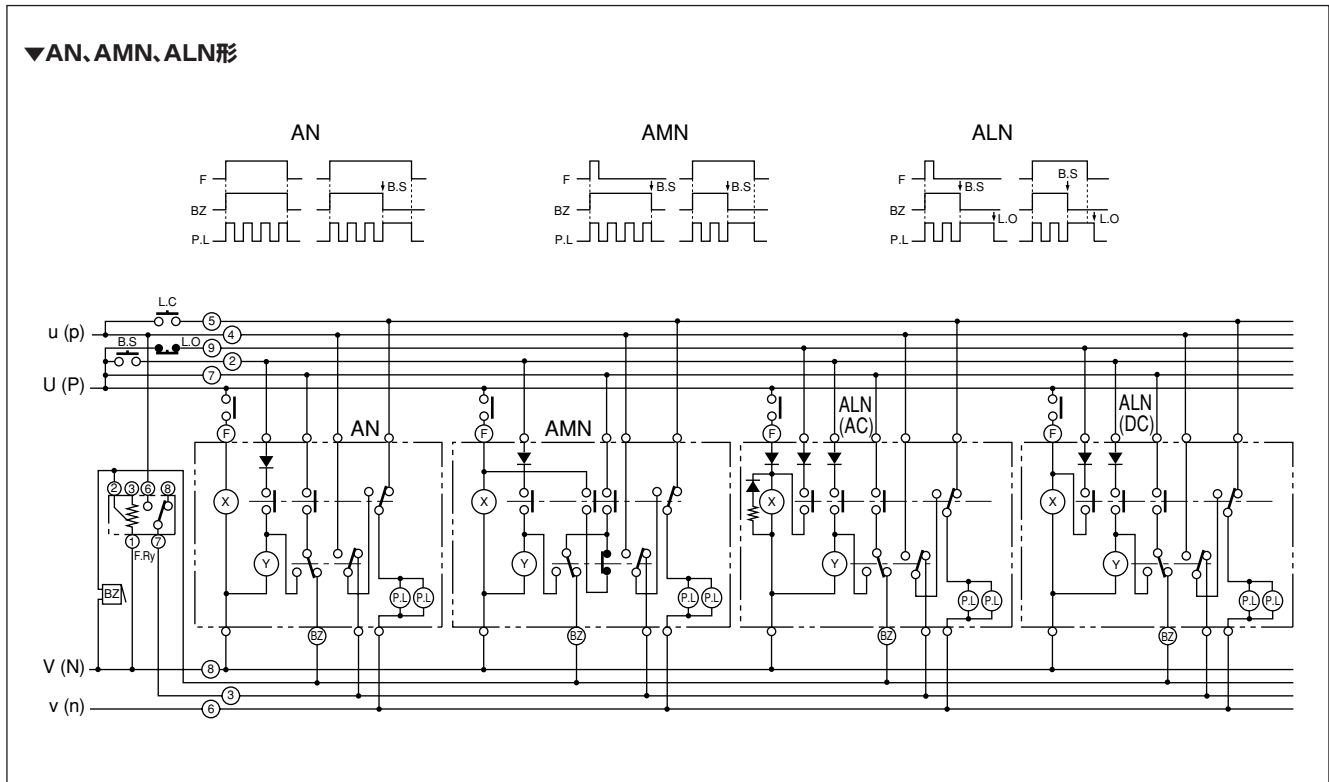 ▼AN、AMN、ALN形
AN
AMN
ALN
F
B.S
BZ
P.L
F
B.S
B.S
BZ
P.L
F
B.S
B.S
BZ
L.O
L.O
P.L
L.C
⑤
u (p)
④
B.S
L.O
⑨
②
⑦
U (P)
AN
AMN
ALN
(AC)
ALN
(DC)
F
F
F
F
② ③ ⑥ ⑧
X
X
X
X
① ⑦
F.Ry
Y
Y
Y
Y
BZ
P.L P.L
P.L P.L
P.L P.L
P.L P.L
BZ
BZ
BZ
BZ
V (N)
⑧
③
v (n)
⑥